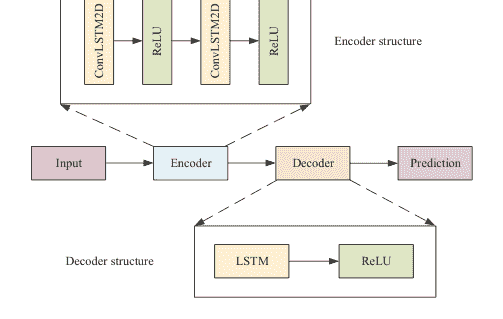 ConvLSTM2D
ReLU
ConvLSTM2D
ReLU
Encoder structure
Input
Encoder
Decoder
Prediction
Decoder structure
LSTM
ReLU